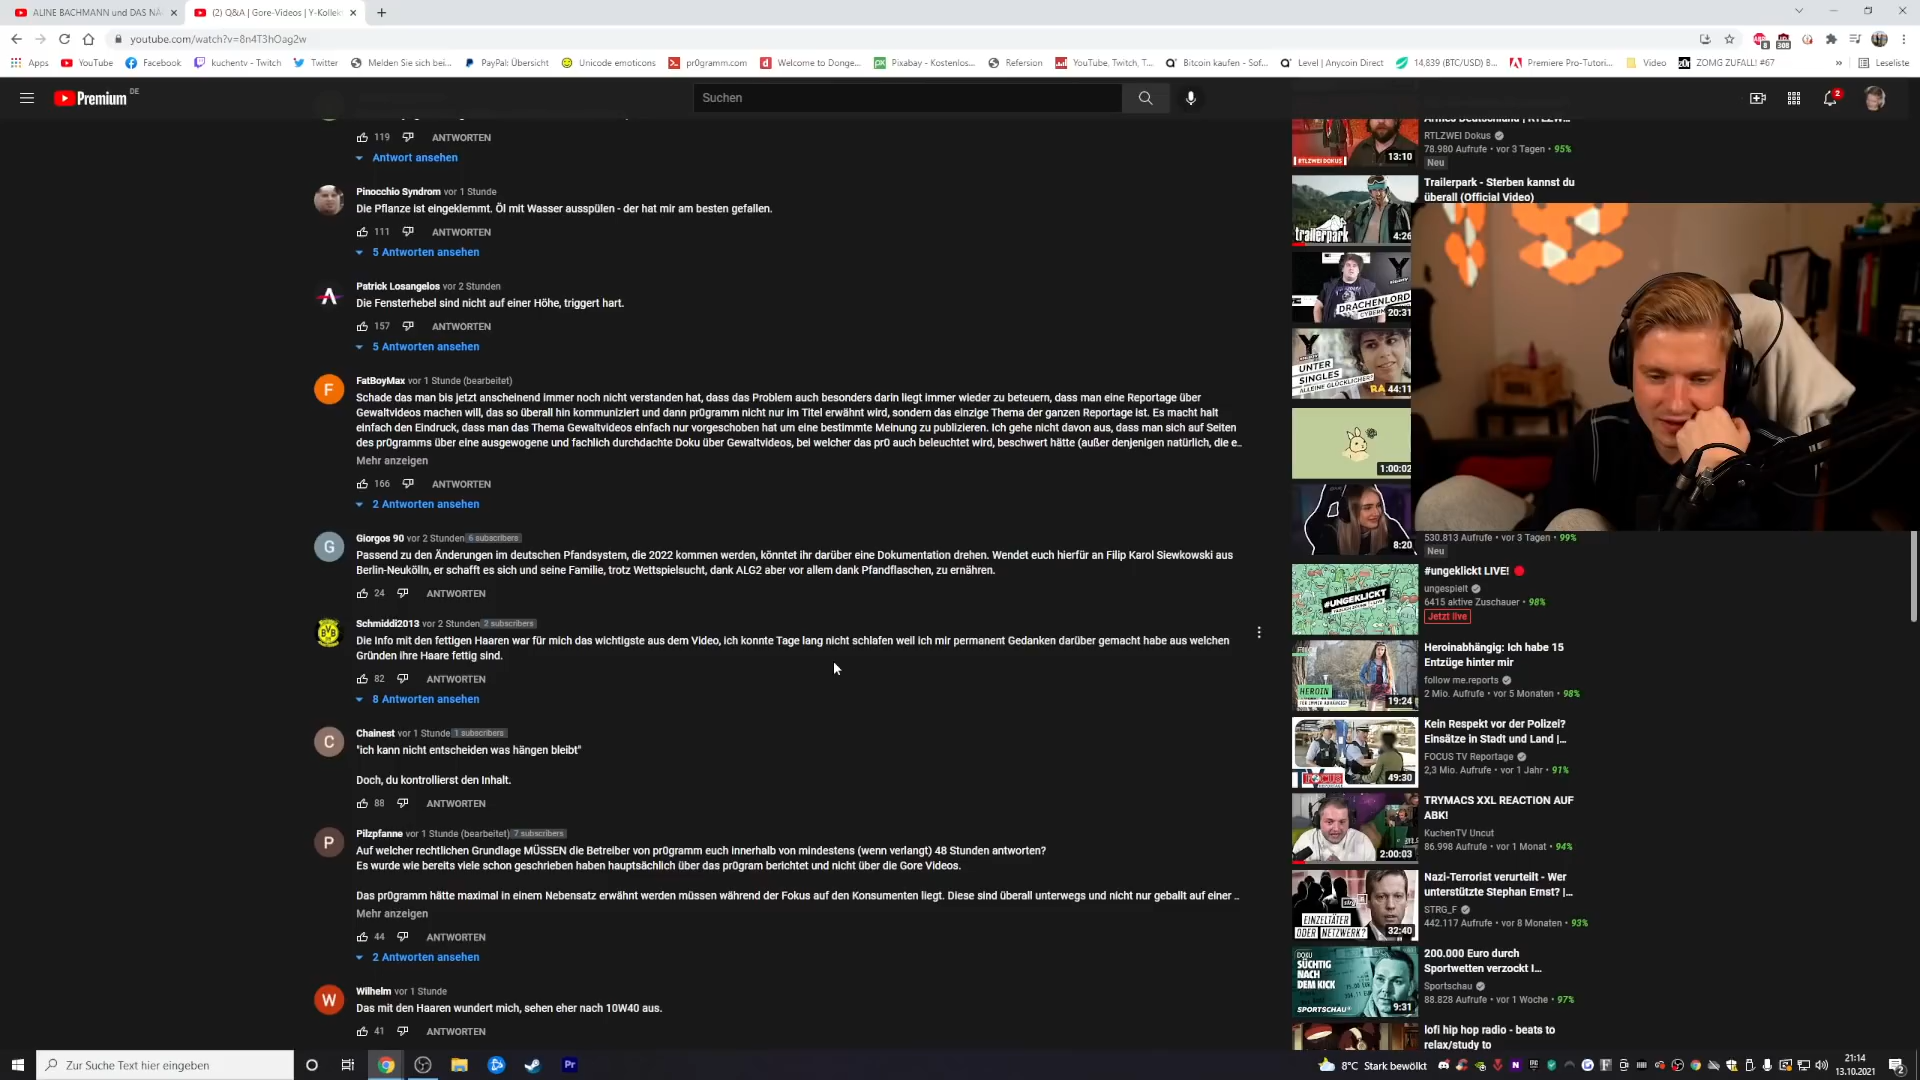 ALINE BACHMANN und DAS NÄ
(2) Q&A | Gore-Videos | Y-Kollek
youtube.com/watch?v=8n4T3hOag2w
Apps
YouTube
Facebook
kuchentv - Twitch
Twitter
Melden Sie sich bei...
PayPal: Übersicht
Unicode emoticons
pr0gramm.com
Welcome to Donge...
Pixabay - Kostenlos...
Refersion
YouTube, Twitch, T...
Bitcoin kaufen - Sof...
Level | Anycoin Direct
14,839 (BTC/USD) B...
Premiere Pro-Tutori...
Video
ZOMG ZUFALL! #67
Leseliste
Premium DE
Suchen
2
119 ANTWORTEN
Antwort ansehen
Pinocchio Syndrom vor 1 Stunde
Die Pflanze ist eingeklemmt. Öl mit Wasser ausspülen - der hat mir am besten gefallen.
111 ANTWORTEN
5 Antworten ansehen
Patrick Losangelos vor 2 Stunden
Die Fensterhebel sind nicht auf einer Höhe, triggert hart.
157 ANTWORTEN
5 Antworten ansehen
F
FatBoyMax vor 1 Stunde (bearbeitet)
Schade das man bis jetzt anscheinend immer noch nicht verstanden hat, dass das Problem auch besonders darin liegt immer wieder zu beteuern, dass man eine Reportage über
Gewaltvideos machen will, das so überall hin kommuniziert und dann pr0gramm nicht nur im Titel erwähnt wird, sondern das einzige Thema der ganzen Reportage ist. Es macht halt
einfach den Eindruck, dass man das Thema Gewaltvideos einfach nur vorgeschoben hat um eine bestimmte Meinung zu publizieren. Ich gehe nicht davon aus, dass man sich auf Seiten
des pr0gramms über eine ausgewogene und fachlich durchdachte Doku über Gewaltvideos, bei welcher das pr0 auch beleuchtet wird, beschwert hätte (außer denjenigen natürlich, die e...
Mehr anzeigen
166 ANTWORTEN
2 Antworten ansehen
G
Giorgos 90 vor 2 Stunden 6 subscribers
Passend zu den Änderungen im deutschen Pfandsystem, die 2022 kommen werden, könntet ihr darüber eine Dokumentation drehen. Wendet euch hierfür an Filip Karol Siewkowski aus
Berlin-Neukölln, er schafft es sich und seine Familie, trotz Wettspielsucht, dank ALG2 aber vor allem dank Pfandflaschen, zu ernähren.
24 ANTWORTEN
BVB
Schmiddi2013 vor 2 Stunden 2 subscribers
Die Info mit den fettigen Haaren war für mich das wichtigste aus dem Video, ich konnte Tage lang nicht schlafen weil ich mir permanent Gedanken darüber gemacht habe aus welchen
Gründen ihre Haare fettig sind.
82 ANTWORTEN
8 Antworten ansehen
C
Chainest vor 1 Stunde 1 subscribers
"ich kann nicht entscheiden was hängen bleibt"
Doch, du kontrollierst den Inhalt.
88 ANTWORTEN
P
Pilzpfanne vor 1 Stunde (bearbeitet) 7 subscribers
Auf welcher rechtlichen Grundlage MÜSSEN die Betreiber von pr0gramm euch innerhalb von mindestens (wenn verlangt) 48 Stunden antworten?
Es wurde wie bereits viele schon geschrieben haben hauptsächlich über das pr0gram berichtet und nicht über die Gore Videos.
Das pr0gramm hätte maximal in einem Nebensatz erwähnt werden müssen während der Fokus auf den Konsumenten liegt. Diese sind überall unterwegs und nicht nur geballt auf einer ...
Mehr anzeigen
44 ANTWORTEN
2 Antworten ansehen
W
Wilhelm vor 1 Stunde
Das mit den Haaren wundert mich, sehen eher nach 10W40 aus.
41 ANTWORTEN
RTLZWEI DOKUS
13:10
RTLZWEI Dokus
78.980 Aufrufe • vor 3 Tagen • 95%
Neu
trailerpark
4:26
Trailerpark - Sterben kannst du
überall (Official Video)
Y
DRACHENLORD
20:31
Y
UNTER
SINGLES
ALLEINE GLÜCKLICHER?
44:11
1:00:02
8:20
530.813 Aufrufe • vor 3 Tagen • 99%
Neu
#UNGEKLICKT
#ungeklickt LIVE!
ungespielt
6415 aktive Zuschauer • 98%
Jetzt live
HEROIN
19:24
Heroinabhängig: Ich habe 15
Entzüge hinter mir
follow me.reports
2 Mio. Aufrufe • vor 5 Monaten • 98%
FOCUS
49:30
Kein Respekt vor der Polizei?
Einsätze in Stadt und Land |...
FOCUS TV Reportage
2,3 Mio. Aufrufe • vor 1 Jahr • 91%
2:00:03
TRYMACS XXL REACTION AUF
ABK!
KuchenTV Uncut
86.998 Aufrufe • vor 1 Monat • 94%
EINZELTÄTER
ODER NETZWERK?
32:40
Nazi-Terrorist verurteilt - Wer
unterstützte Stephan Ernst? |...
STRG_F
442.117 Aufrufe • vor 8 Monaten • 93%
DOKU
SÜCHTIG
NACH
DEM KICK
SPORTSCHAU
9:31
200.000 Euro durch
Sportwetten verzockt I...
Sportschau
88.828 Aufrufe • vor 1 Woche • 97%
lofi hip hop radio - beats to
relax/study to
Zur Suche Text hier eingeben
Pr
8°C Stark bewölkt
21:14
13.10.2021